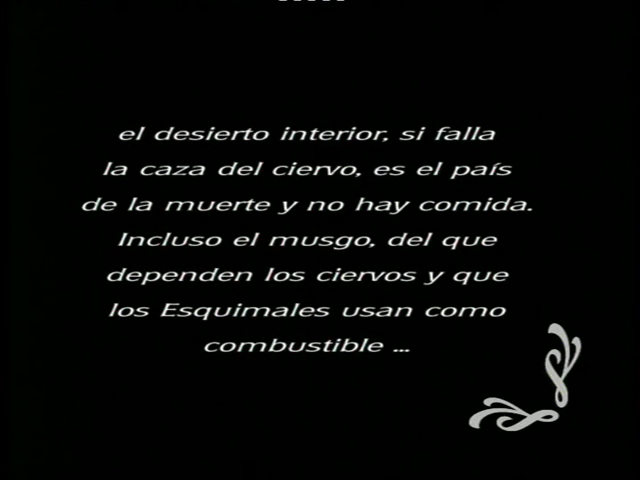 el desierto interior, si falla
la caza del ciervo, es el país
de la muerte y no hay comida.
Incluso el musgo, del que
dependen los ciervos y que
los Esquimales usan como
combustible ...